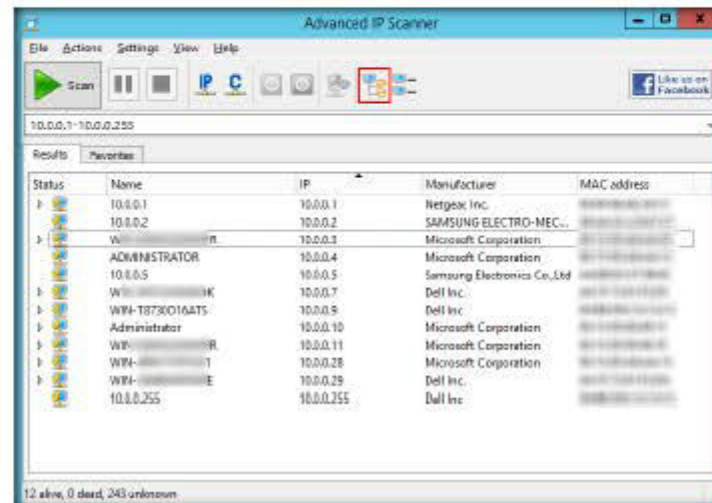 Advanced IP Scanner
File Actions Settings View Help
Scan IP C Like us on Facebook
10.0.0.1-10.0.0.255
Results Favorites
Status Name IP Manufacturer MAC address
10.0.0.1 10.0.0.1 Netgear, Inc.
10.0.0.2 10.0.0.2 SAMSUNG ELECTRO-MEC...
W R 10.0.0.3 Microsoft Corporation
ADMINISTRATOR 10.0.0.4 Microsoft Corporation
10.0.0.5 10.0.0.5 Samsung Electronics Co.,Ltd
W K 10.0.0.7 Dell Inc.
WIN-T8730O16ATS 10.0.0.9 Dell Inc
Administrator 10.0.0.10 Microsoft Corporation
WIN- R 10.0.0.11 Microsoft Corporation
WIN- 1 10.0.0.28 Microsoft Corporation
WIN- E 10.0.0.29 Dell Inc.
10.0.0.255 10.0.0.255 Dell Inc
12 alive, 0 dead, 243 unknown